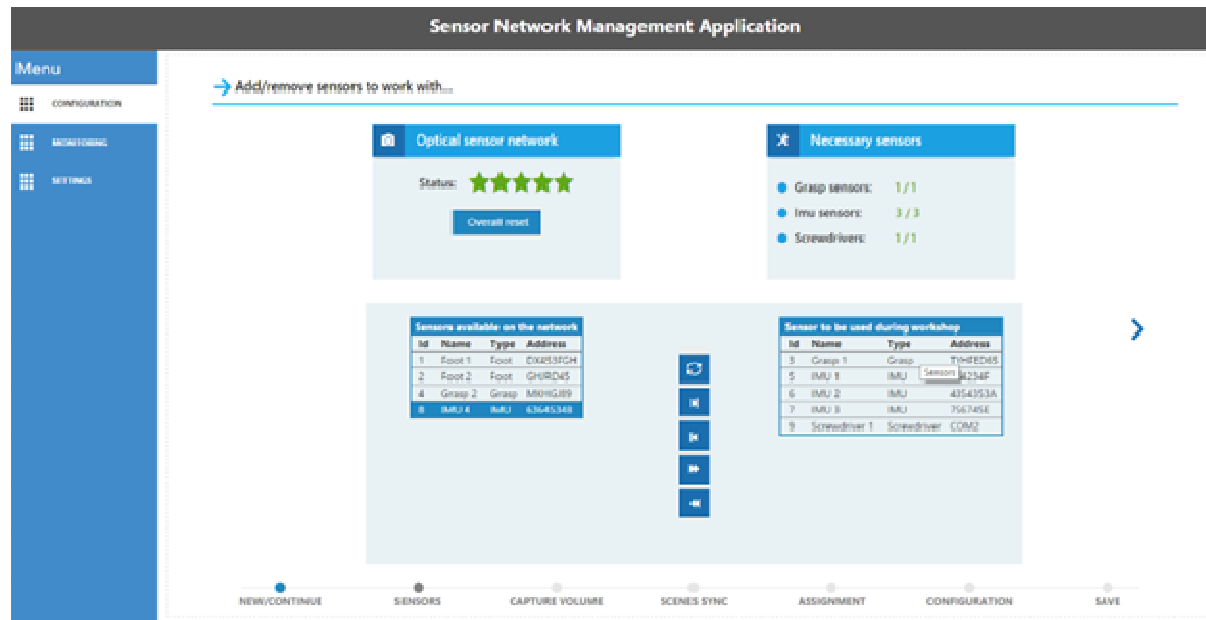 Sensor Network Management Application
Menu
CONFIGURATION
MONITORING
SETTINGS
Add/remove sensors to work with...
Optical sensor network
Status:
Overall reset
Necessary sensors
Grasp sensors: 1 / 1
Imu sensors: 3 / 3
Screwdrivers: 1 / 1
Sensors available on the network
Id Name Type Address
1 Foot 1 Foot
2 Foot 2 Foot
4 Grasp 2 Grasp
8 IMU 4 IMU 63645348
Sensor to be used during workshop
Id Name Type Address
3 Grasp 1 Grasp
5 IMU 1 IMU
Sensors
6 IMU 2 IMU 4354353A
7 IMU 3 IMU 756745E
9 Screwdriver 1 Screwdriver COM2
NEW/CONTINUE SENSORS CAPTURE VOLUME SCENES SYNC ASSIGNMENT CONFIGURATION SAVE